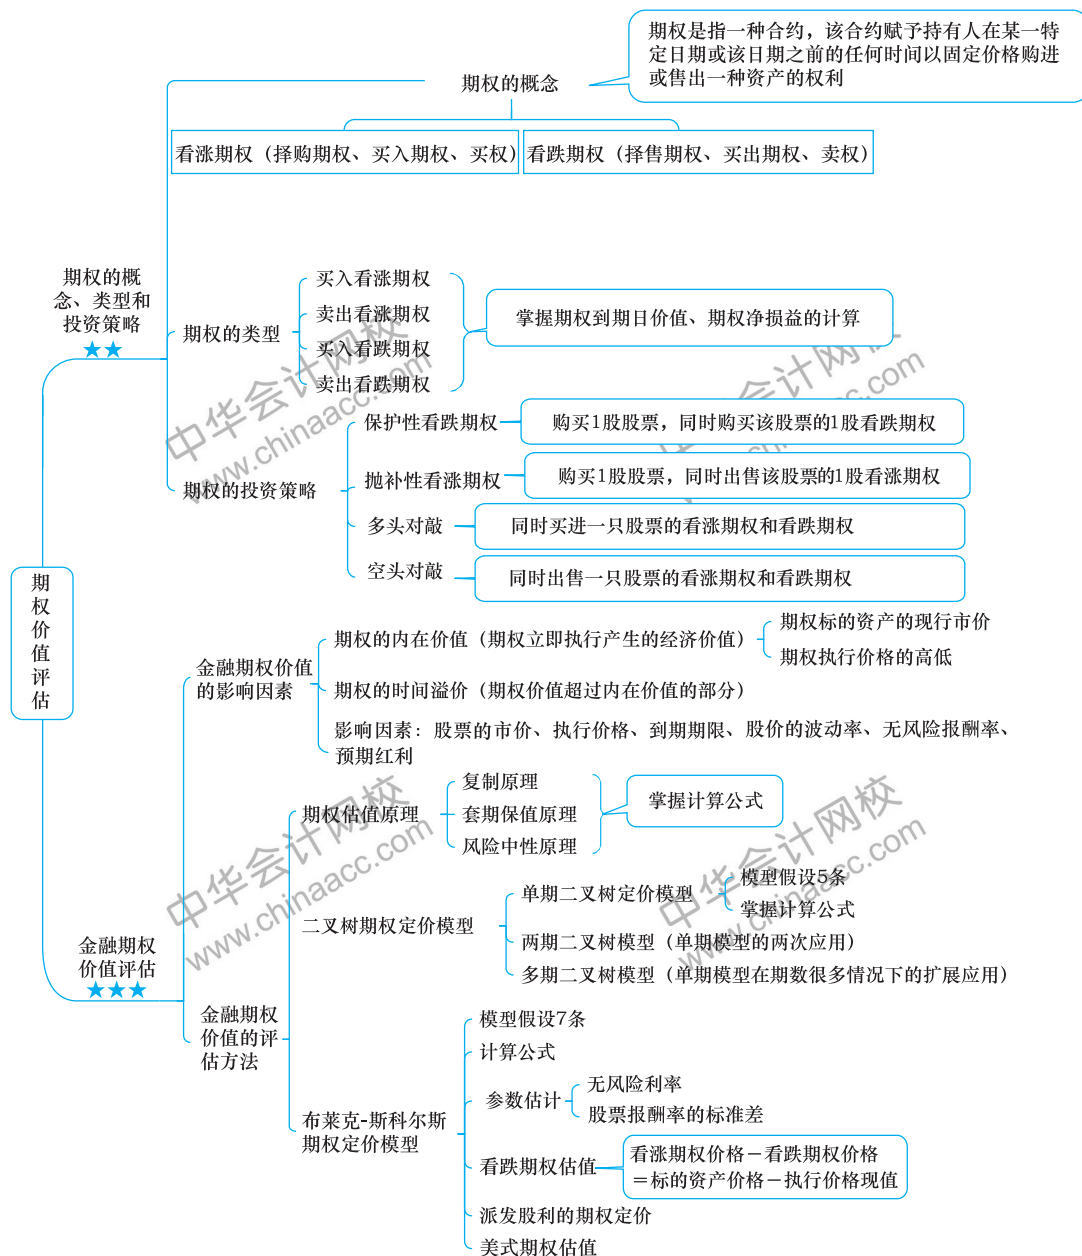 期权是指一种合约，该合约赋予持有人在某一特
定日期或该日期之前的任何时间以固定价格购进
或售出一种资产的权利
期权的概念
看涨期权（择购期权、买入期权、买权）
看跌期权（择售期权、买出期权、卖权）
期权的概
念、类型和
投资策略
★★
期权的类型
买入看涨期权
卖出看涨期权
买入看跌期权
卖出看跌期权
掌握期权到期日价值、期权净损益的计算
期权的投资策略
保护性看跌期权
购买1股股票，同时购买该股票的1股看跌期权
抛补性看涨期权
购买1股股票，同时出售该股票的1股看涨期权
多头对敲
同时买进一只股票的看涨期权和看跌期权
空头对敲
同时出售一只股票的看涨期权和看跌期权
期
权
价
值
评
估
金融期权价值
的影响因素
期权的内在价值（期权立即执行产生的经济价值）
期权标的资产的现行市价
期权执行价格的高低
期权的时间溢价（期权价值超过内在价值的部分）
影响因素：股票的市价、执行价格、到期期限、股价的波动率、无风险报酬率、
预期红利
金融期权
价值评估
★★★
金融期权
价值的评
估方法
期权估值原理
复制原理
套期保值原理
风险中性原理
掌握计算公式
二叉树期权定价模型
单期二叉树定价模型
模型假设5条
掌握计算公式
两期二叉树模型（单期模型的两次应用）
多期二叉树模型（单期模型在期数很多情况下的扩展应用）
布莱克-斯科尔斯
期权定价模型
模型假设7条
计算公式
参数估计
无风险利率
股票报酬率的标准差
看跌期权估值
看涨期权价格－看跌期权价格
＝标的资产价格－执行价格现值
派发股利的期权定价
美式期权估值
中华会计网校
www.chinaacc.com
中华会计网校
www.chinaacc.com
中华会计网校
www.chinaacc.com
中华会计网校
www.chinaacc.com